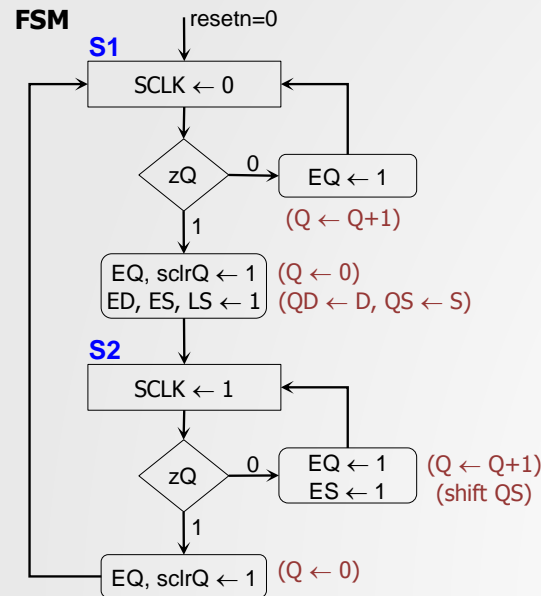 FSM
resetn=0
S1
SCLK ← 0
zQ
0
EQ ← 1
(Q ← Q+1)
1
EQ, sclrQ ← 1 (Q ← 0)
ED, ES, LS ← 1 (QD ← D, QS ← S)
S2
SCLK ← 1
zQ
0
EQ ← 1 (Q ← Q+1)
ES ← 1 (shift QS)
1
EQ, sclrQ ← 1 (Q ← 0)